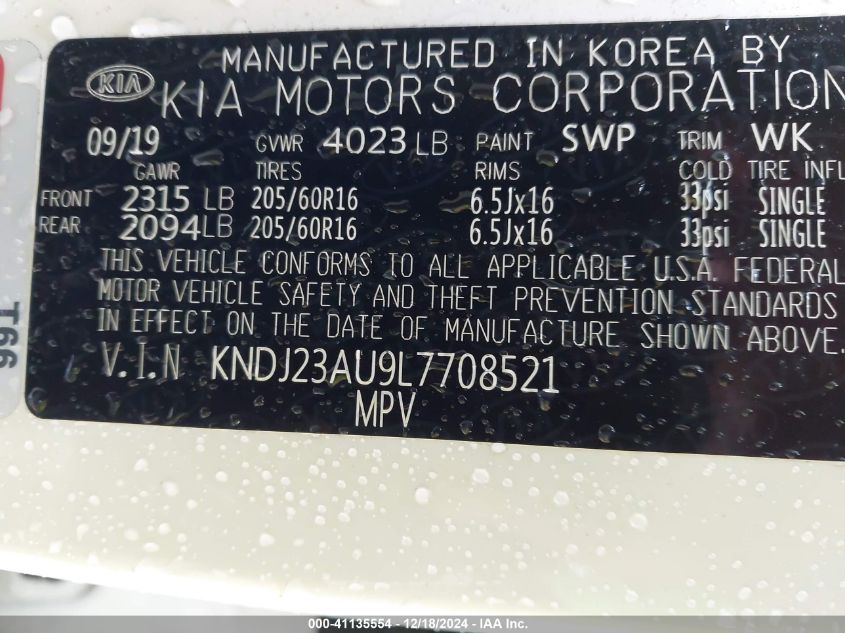 MANUFACTURED IN KOREA BY
KIA KIA MOTORS CORPORATION
09/19 GVWR 4023 LB PAINT SWP TRIM WK
GAWR TIRES RIMS COLD TIRE INFL
FRONT 2315 LB 205/60R16 6.5Jx16 33psi SINGLE
REAR 2094 LB 205/60R16 6.5Jx16 33psi SINGLE
THIS VEHICLE CONFORMS TO ALL APPLICABLE U.S.A. FEDERAL
MOTOR VEHICLE SAFETY AND THEFT PREVENTION STANDARDS
IN EFFECT ON THE DATE OF MANUFACTURE SHOWN ABOVE.
V.I.N KNDJ23AU9L7708521
MPV
000-41135554 - 12/18/2024 - IAA Inc.